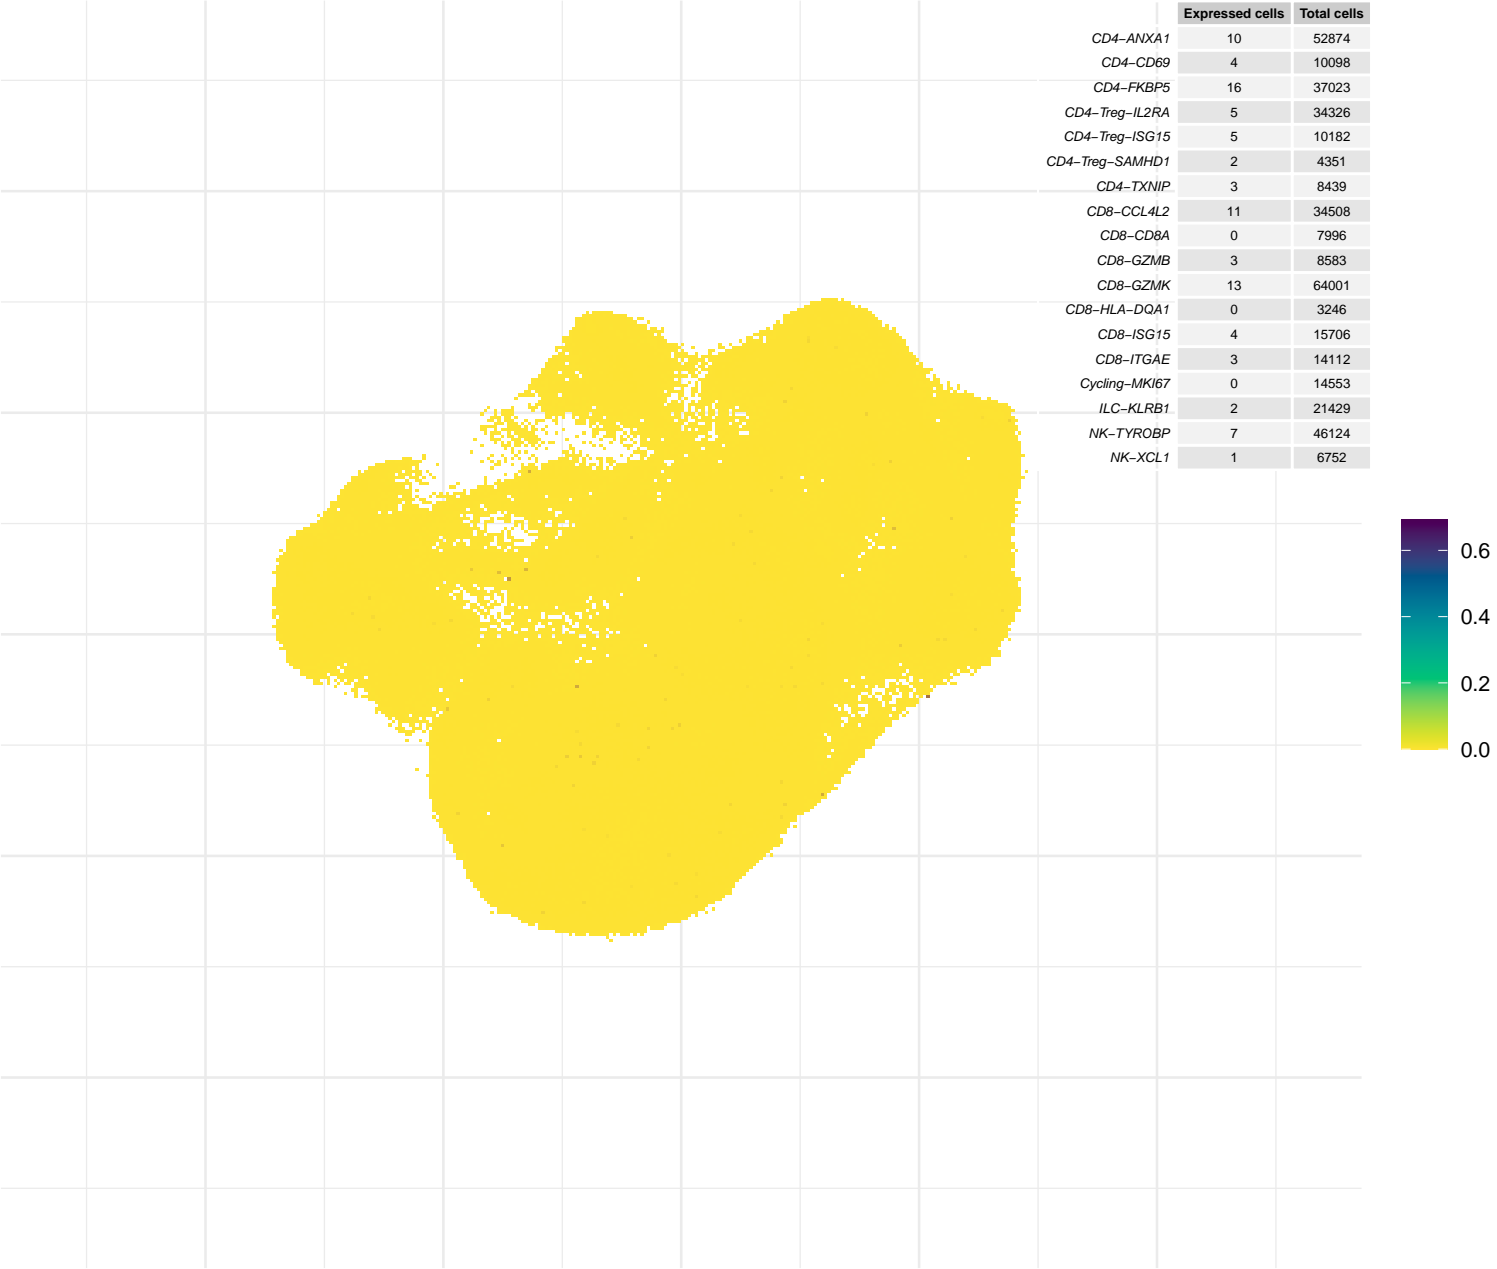 Expressed cells Total cells
CD4−ANXA1 10 52874
CD4−CD69 4 10098
CD4−FKBP5 16 37023
CD4−Treg−IL2RA 5 34326
CD4−Treg−ISG15 5 10182
CD4−Treg−SAMHD1 2 4351
CD4−TXNIP 3 8439
CD8−CCL4L2 11 34508
CD8−CD8A 0 7996
CD8−GZMB 3 8583
CD8−GZMK 13 64001
CD8−HLA−DQA1 0 3246
CD8−ISG15 4 15706
CD8−ITGAE 3 14112
Cycling−MKI67 0 14553
ILC−KLRB1 2 21429
NK−TYROBP 7 46124
NK−XCL1 1 6752
0.6
0.4
0.2
0.0